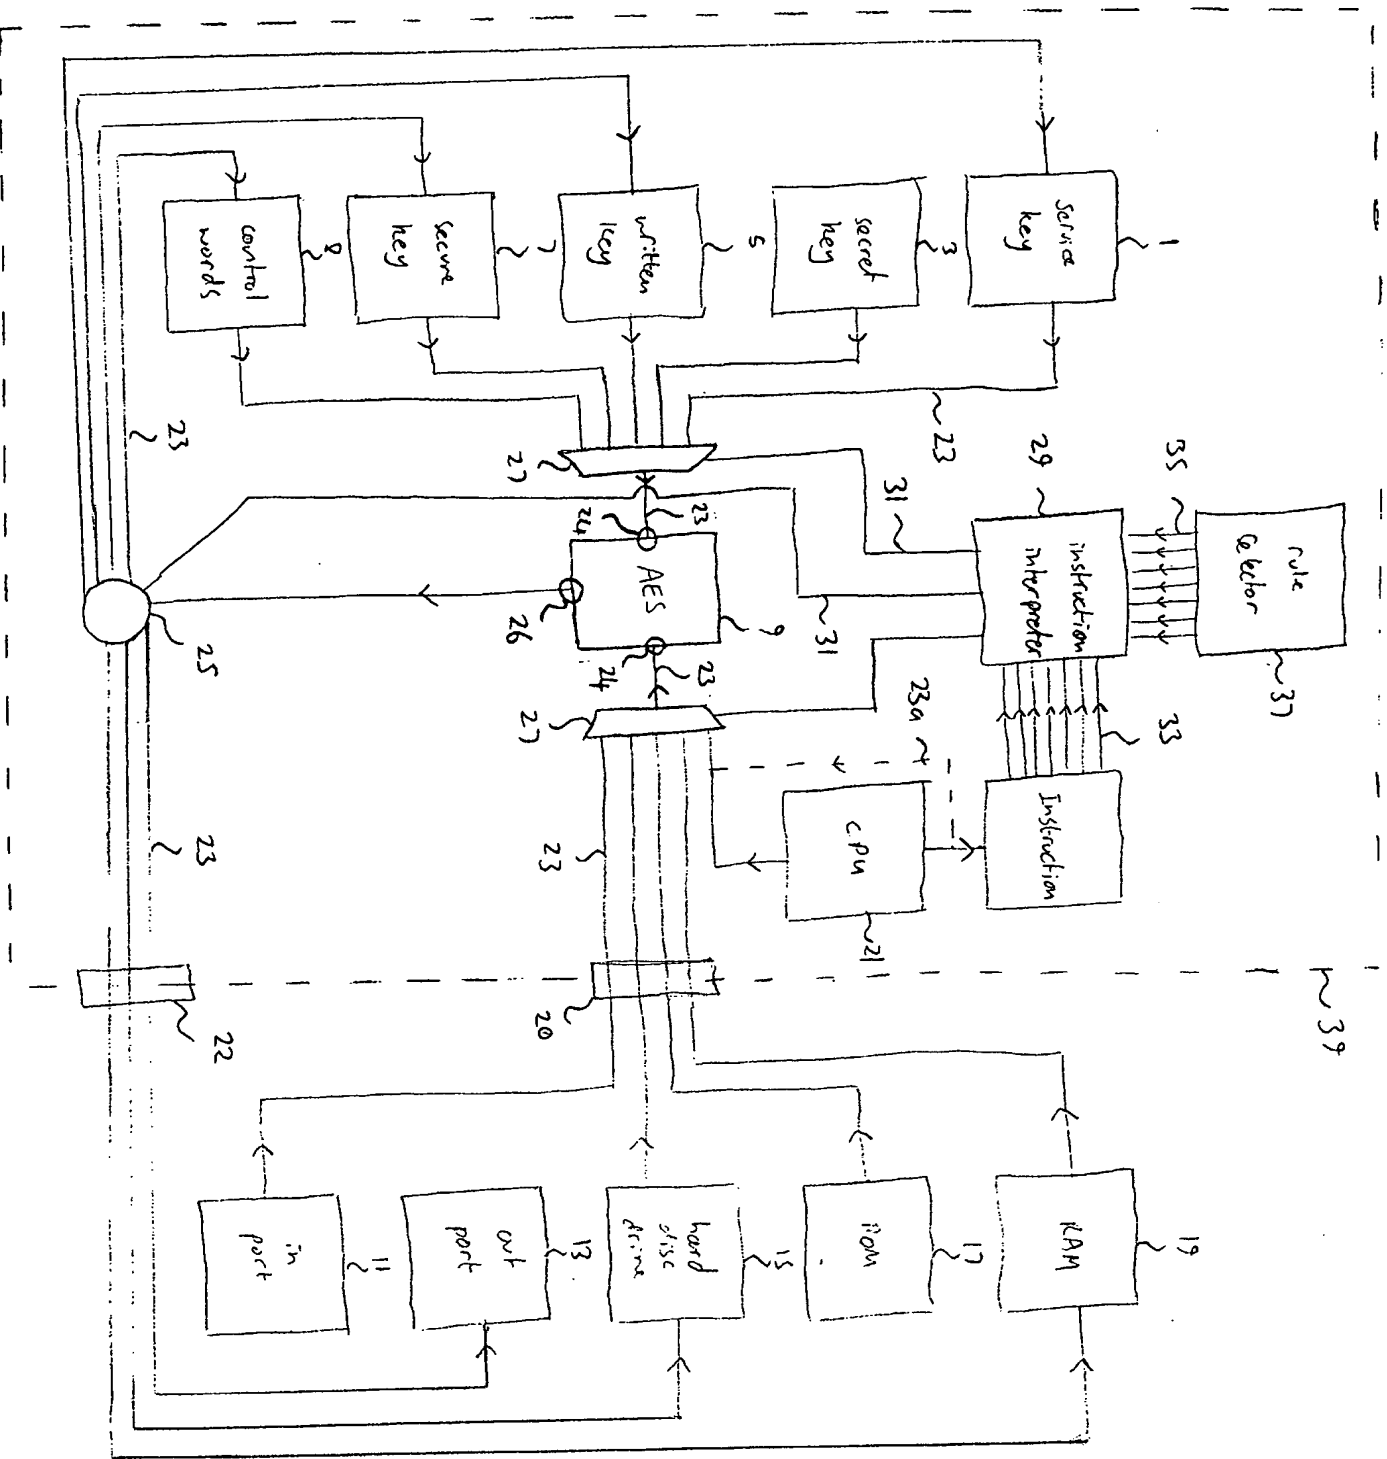 rule
selector
37
35
29
instruction
interpreter
33
Instruction
31
31
23
23a
CPU
21
39
service
key
1
secret
key
3
written
key
5
secure
key
7
control
words
8
27
23
24
AES
9
26
24
23
27
23
20
RAM
19
ROM
17
hard
disc
drive
15
out
port
13
in
port
11
23
25
23
22